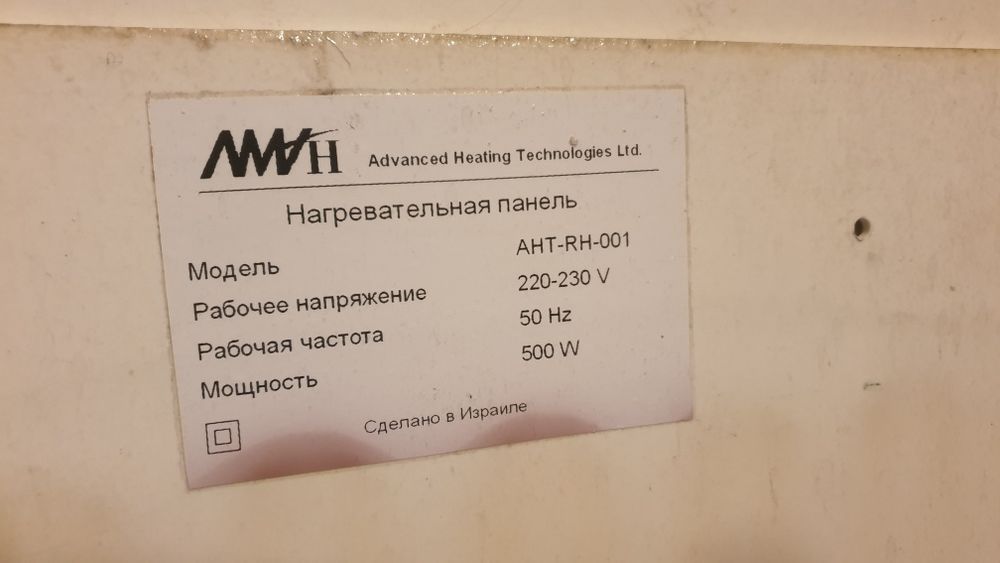 Advanced Heating Technologies Ltd.
Нагревательная панель
Модель AHT-RH-001
Рабочее напряжение 220-230 V
Рабочая частота 50 Hz
Мощность 500 W
Сделано в Израиле